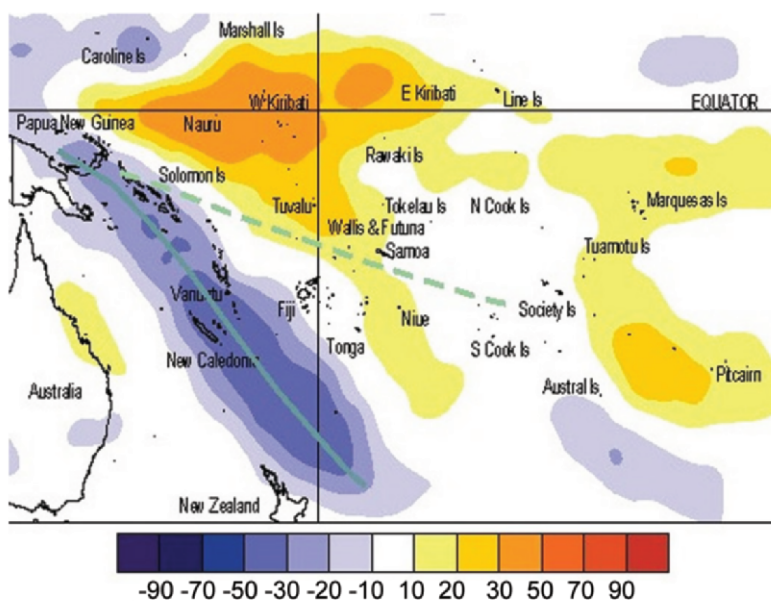 Marshall Is
Caroline Is
W Kiribati
E Kiribati
Line Is
EQUATOR
Papua New Guinea
Nauru
Rawaki Is
Solomon Is
Tuvalu
Tokelau Is
N Cook Is
Marquesas Is
Wallis & Futuna
Samoa
Tuamotu Is
Vanuatu
Fiji
Niue
Society Is
Tonga
S Cook Is
New Caledonia
Pitcairn
Australia
Austral Is
New Zealand
-90 -70 -50 -30 -20 -10 10 20 30 50 70 90